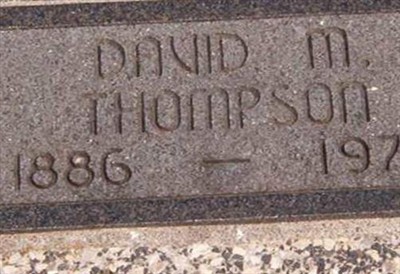 DAVID M.
THOMPSON
1886 — 197